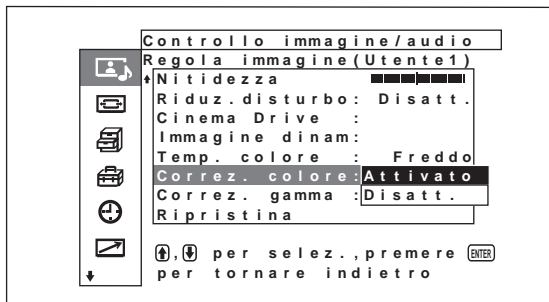 Controllo immagine/audio
Regola immagine(Utente1)
Nitidezza
Riduz.disturbo: Disatt.
Cinema Drive :
Immagine dinam:
Temp. colore : Freddo
Correz. colore: Attivato
Correz. gamma : Disatt.
Ripristina
, per selez.,premere ENTER
per tornare indietro